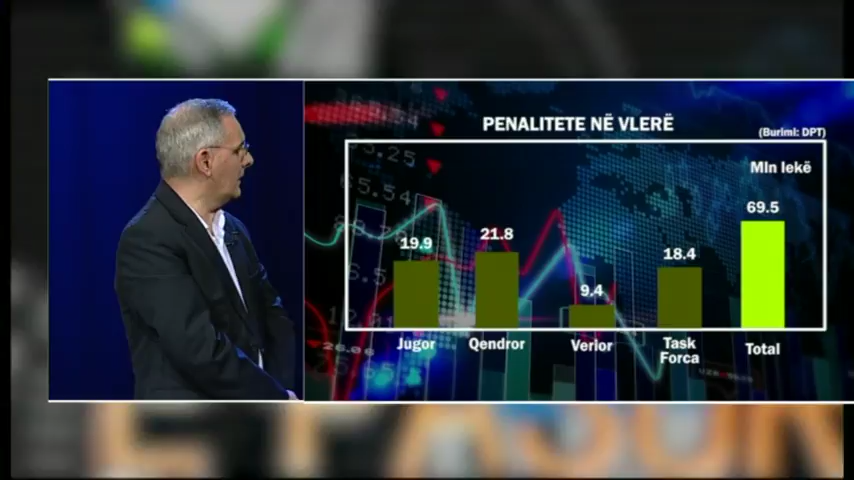 PENALITETE NË VLERË
(Burimi: DPT)
Mln lekë
69.5
21.8
19.9
18.4
9.4
Jugor
Qendror
Verior
Task
Forca
Total